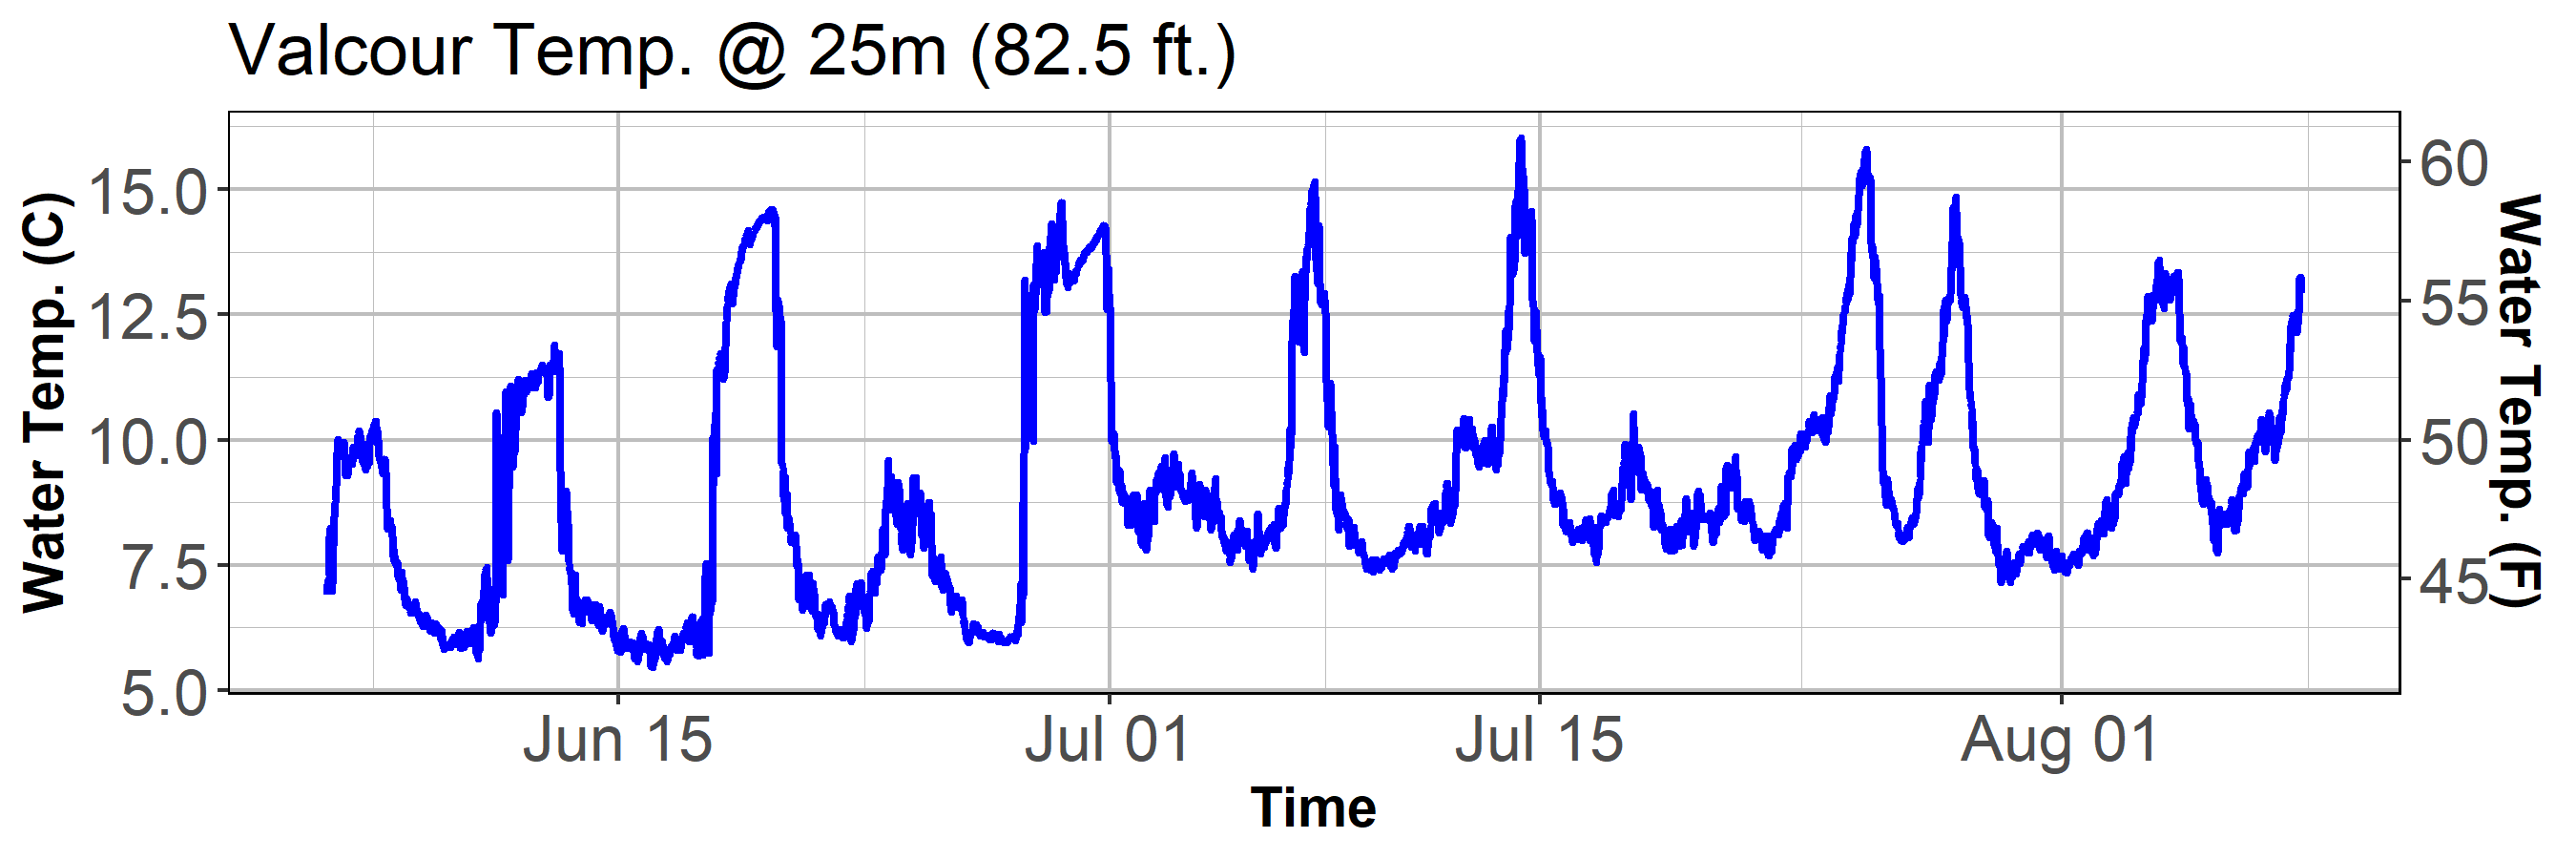 Valcour Temp. @ 25m (82.5 ft.)
Water Temp. (C)
15.0
12.5
10.0
7.5
5.0
60
55
50
45
Water Temp. (F)
Jun 15
Jul 01
Jul 15
Aug 01
Time